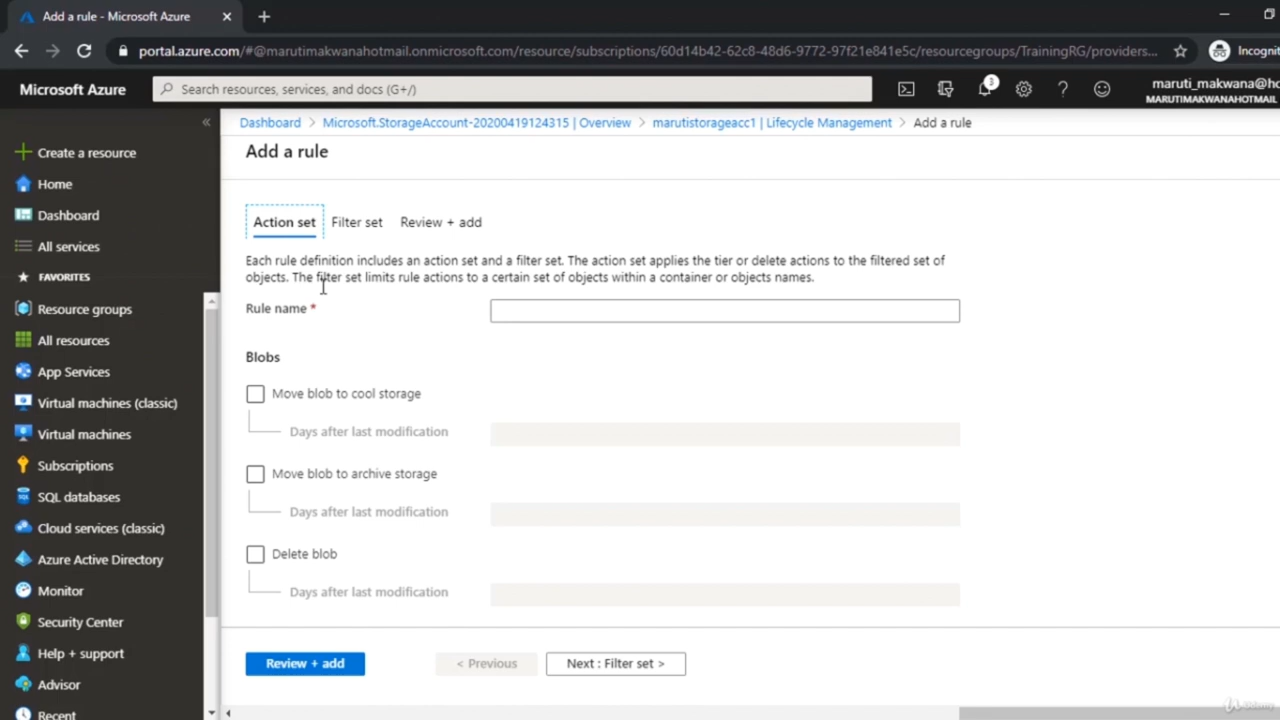 Add a rule - Microsoft Azure
portal.azure.com/#@marutimakwanahotmail.onmicrosoft.com/resource/subscriptions/60d14b42-62c8-48d6-9772-97f21e841e5c/resourcegroups/TrainingRG/providers...
Incognit
Microsoft Azure
Search resources, services, and docs (G+/)
3
maruti_makwana@ho
MARUTIMAKWANAHOTMAIL
Dashboard > Microsoft.StorageAccount-20200419124315 | Overview > marutistorageacc1 | Lifecycle Management > Add a rule
Add a rule
Create a resource
Home
Dashboard
All services
FAVORITES
Resource groups
All resources
App Services
Virtual machines (classic)
Virtual machines
Subscriptions
SQL databases
Cloud services (classic)
Azure Active Directory
Monitor
Security Center
Help + support
Advisor
Recent
Action set Filter set Review + add
Each rule definition includes an action set and a filter set. The action set applies the tier or delete actions to the filtered set of
objects. The filter set limits rule actions to a certain set of objects within a container or objects names.
Rule name *
Blobs
Move blob to cool storage
Days after last modification
Move blob to archive storage
Days after last modification
Delete blob
Days after last modification
Review + add
< Previous
Next : Filter set >
Udemy